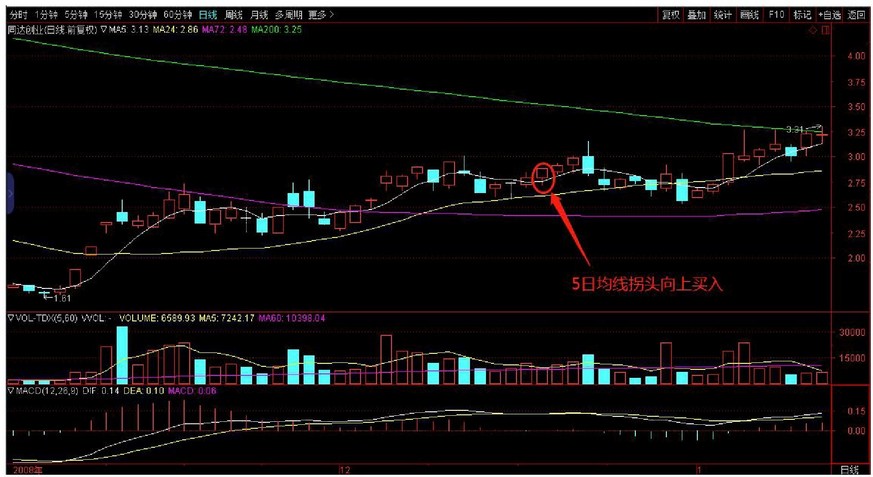 分时 1分钟 5分钟 15分钟 30分钟 60分钟 日线 周线 月线 多周期 更多 >
复权 叠加 统计 画线 F10 标记 +自选 返回
同达创业(日线.前复权) ▽MA5: 3.13 MA24: 2.86 MA72: 2.48 MA200: 3.25
4.00
3.75
3.50
3.31
3.25
3.00
2.75
2.50
2.25
2.00
5日均线拐头向上买入
←1.61
▽VOL-TDX(5,60) VVOL: - VOLUME: 6589.93 MA5: 7242.17 MA60: 10398.04
30000
15000
▽MACD(12,26,9) DIF: 0.14 DEA: 0.10 MACD: 0.06
0.15
0.00
2008年 12 1 日线